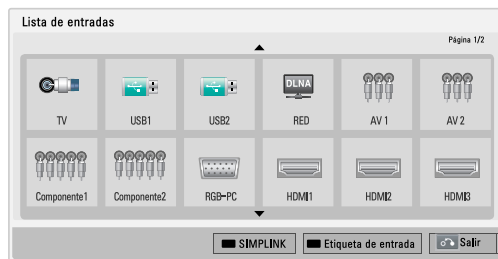 Lista de entradas
Página 1/2
DLNA
TV USB1 USB2 RED AV 1 AV 2
Componente1 Componente2 RGB-PC HDMI1 HDMI2 HDMI3
SIMPLINK Etiqueta de entrada Salir